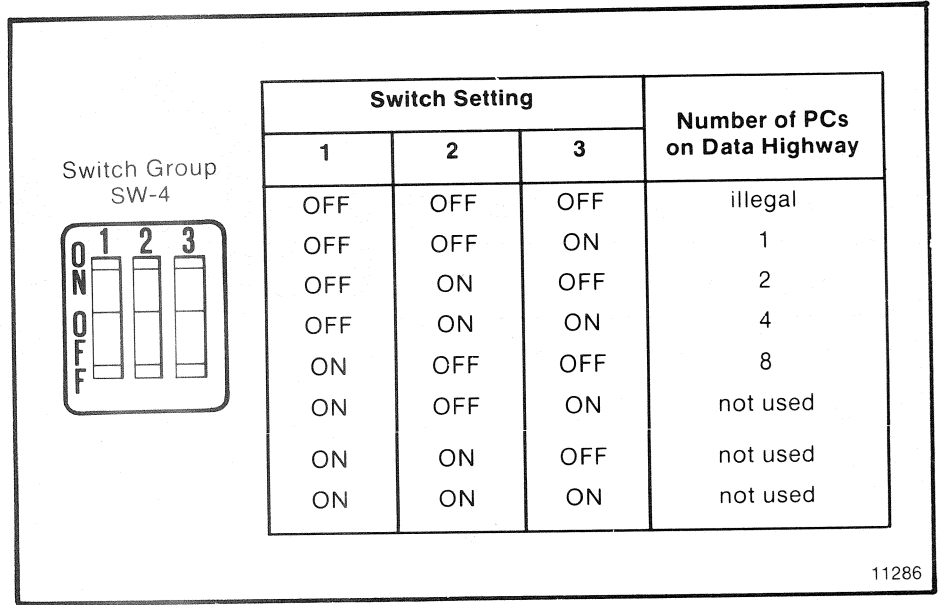 Switch Group
SW-4
1 2 3
ON
OFF
Switch Setting
Number of PCs
on Data Highway
1 2 3
OFF OFF OFF illegal
OFF OFF ON 1
OFF ON OFF 2
OFF ON ON 4
ON OFF OFF 8
ON OFF ON not used
ON ON OFF not used
ON ON ON not used
11286